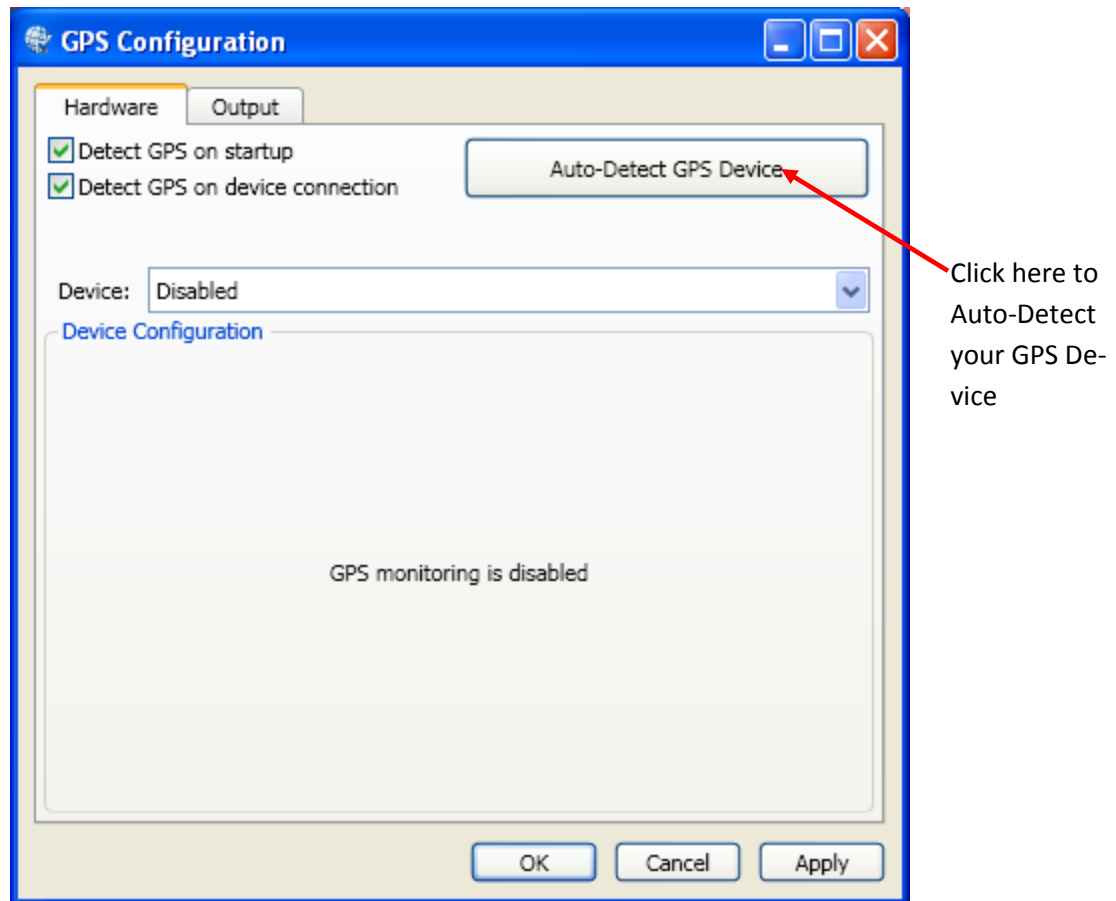 GPS Configuration
Hardware Output
Detect GPS on startup
Auto-Detect GPS Device
Detect GPS on device connection
Click here to
Auto-Detect
your GPS De-
vice
Device: Disabled
Device Configuration
GPS monitoring is disabled
OK Cancel Apply